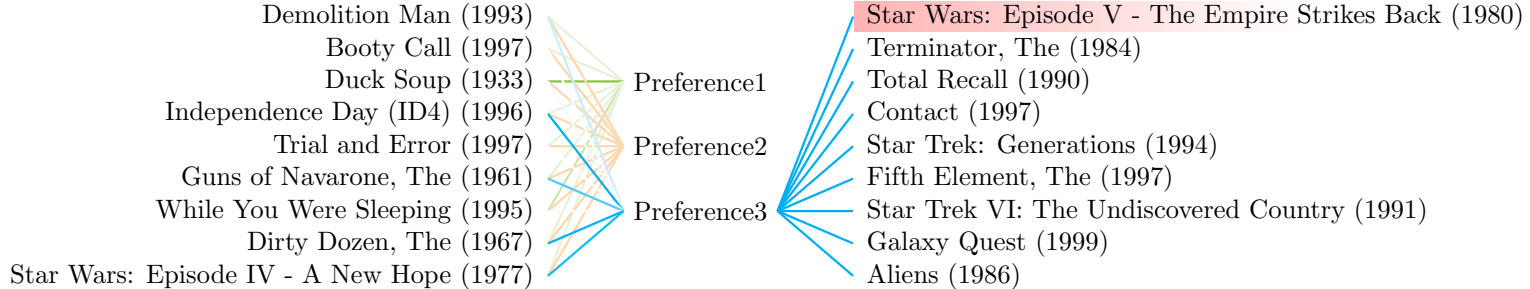 Demolition Man (1993)
Booty Call (1997)
Duck Soup (1933)
Independence Day (ID4) (1996)
Trial and Error (1997)
Guns of Navarone, The (1961)
While You Were Sleeping (1995)
Dirty Dozen, The (1967)
Star Wars: Episode IV - A New Hope (1977)
Preference1
Preference2
Preference3
Star Wars: Episode V - The Empire Strikes Back (1980)
Terminator, The (1984)
Total Recall (1990)
Contact (1997)
Star Trek: Generations (1994)
Fifth Element, The (1997)
Star Trek VI: The Undiscovered Country (1991)
Galaxy Quest (1999)
Aliens (1986)